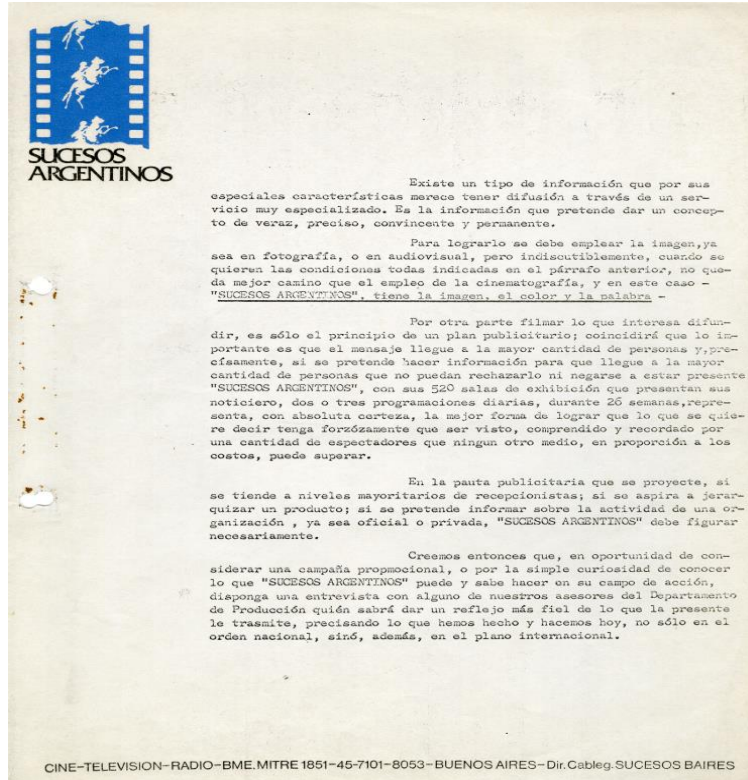 SUCESOS
ARGENTINOS
Existe un tipo de información que por sus
especiales características merece tener difusión a través de un ser-
vicio muy especializado. Es la información que pretende dar un concep-
to de veraz, preciso, convincente y permanente.
Para lograrlo se debe emplear la imagen,ya
sea en fotografía, o en audiovisual, pero indiscutiblemente, cuando se
quieren las condiciones todas indicadas en el párrafo anterior, no que-
da mejor camino que el empleo de la cinematografía, y en este caso -
"SUCESOS ARGENTINOS", tiene la imagen, el color y la palabra -
Por otra parte filmar lo que interesa difun-
dir, es sólo el principio de un plan publicitario; coincidirá que lo im-
portante es que el mensaje llegue a la mayor cantidad de personas y,pre-
císamente, si se pretende hacer información para que llegue a la mayor
cantidad de personas que no puedan rechazarlo ni negarse a estar presente
"SUCESOS ARGENTINOS", con sus 520 salas de exhibición que presentan sus
noticiero, dos o tres programaciones diarias, durante 26 semanas,repre-
senta, con absoluta certeza, la mejor forma de lograr que lo que se quie-
re decir tenga forzózamente que ser visto, comprendido y recordado por
una cantidad de espectadores que ningun otro medio, en proporción a los
costos, puede superar.
En la pauta publicitaria que se proyecte, si
se tiende a niveles mayoritarios de recepcionistas; si se aspira a jerar-
quizar un producto; si se pretende informar sobre la actividad de una or-
ganización , ya sea oficial o privada, "SUCESOS ARGENTINOS" debe figurar
necesariamente.
Creemos entonces que, en oportunidad de con-
siderar una campaña propmocional, o por la simple curiosidad de conocer
lo que "SUCESOS ARGENTINOS" puede y sabe hacer en su campo de acción,
disponga una entrevista con alguno de nuestros asesores del Departamento
de Producción quién sabrá dar un reflejo más fiel de lo que la presente
le trasmite, precisando lo que hemos hecho y hacemos hoy, no sólo en el
orden nacional, sinó, además, en el plano internacional.
CINE-TELEVISION-RADIO-BME.MITRE 1851-45-7101-8053-BUENOS AIRES-Dir.Cableg.SUCESOS BAIRES